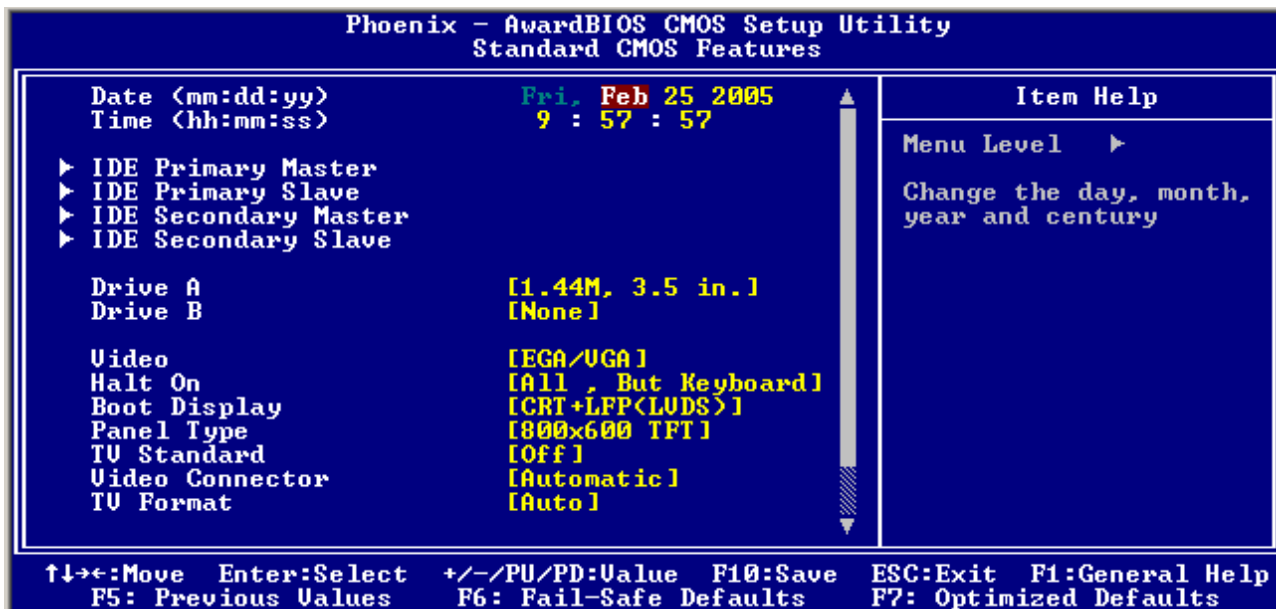 Phoenix - AwardBIOS CMOS Setup Utility
Standard CMOS Features
Date (mm:dd:yy) Fri, Feb 25 2005
Time (hh:mm:ss) 9 : 57 : 57
► IDE Primary Master
► IDE Primary Slave
► IDE Secondary Master
► IDE Secondary Slave
Drive A [1.44M, 3.5 in.]
Drive B [None]
Video [EGA/VGA]
Halt On [All , But Keyboard]
Boot Display [CRT+LFP(LVDS)]
Panel Type [800x600 TFT]
TV Standard [Off]
Video Connector [Automatic]
TV Format [Auto]
Item Help
Menu Level ►
Change the day, month,
year and century
↑↓→←:Move Enter:Select +/-/PU/PD:Value F10:Save ESC:Exit F1:General Help
F5: Previous Values F6: Fail-Safe Defaults F7: Optimized Defaults